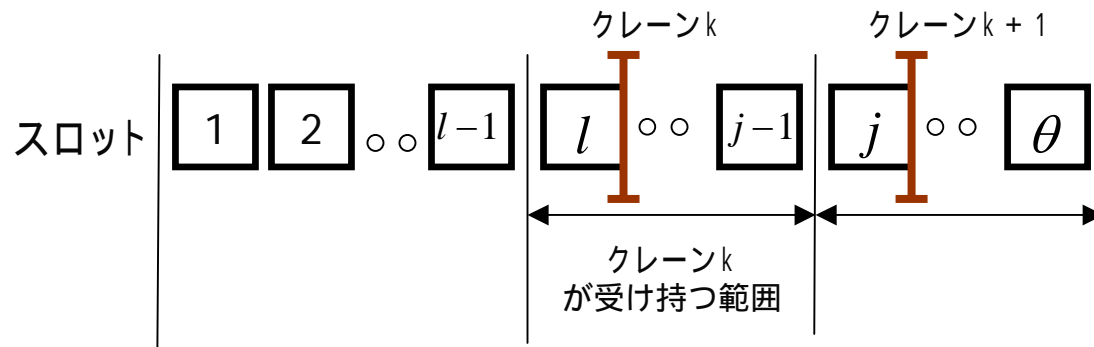 クレーンk
クレーンk + 1
スロット
1
2
l−1
l
j−1
j
θ
クレーンk
が受け持つ範囲